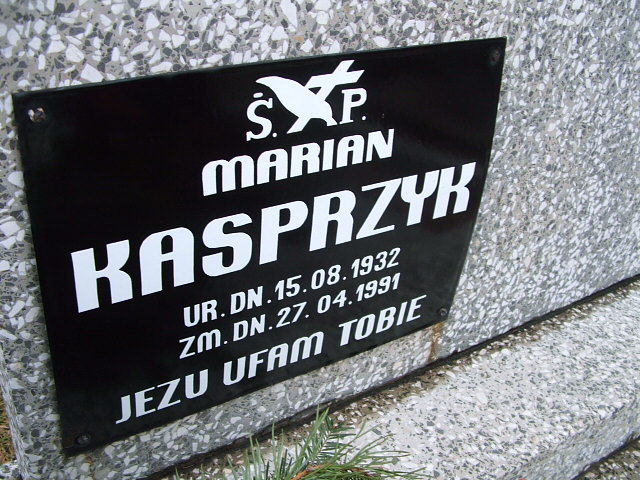 Ś. P.
MARIAN
KASPRZYK
UR. DN. 15. 08. 1932
ZM. DN. 27. 04. 1991
JEZU UFAM TOBIE